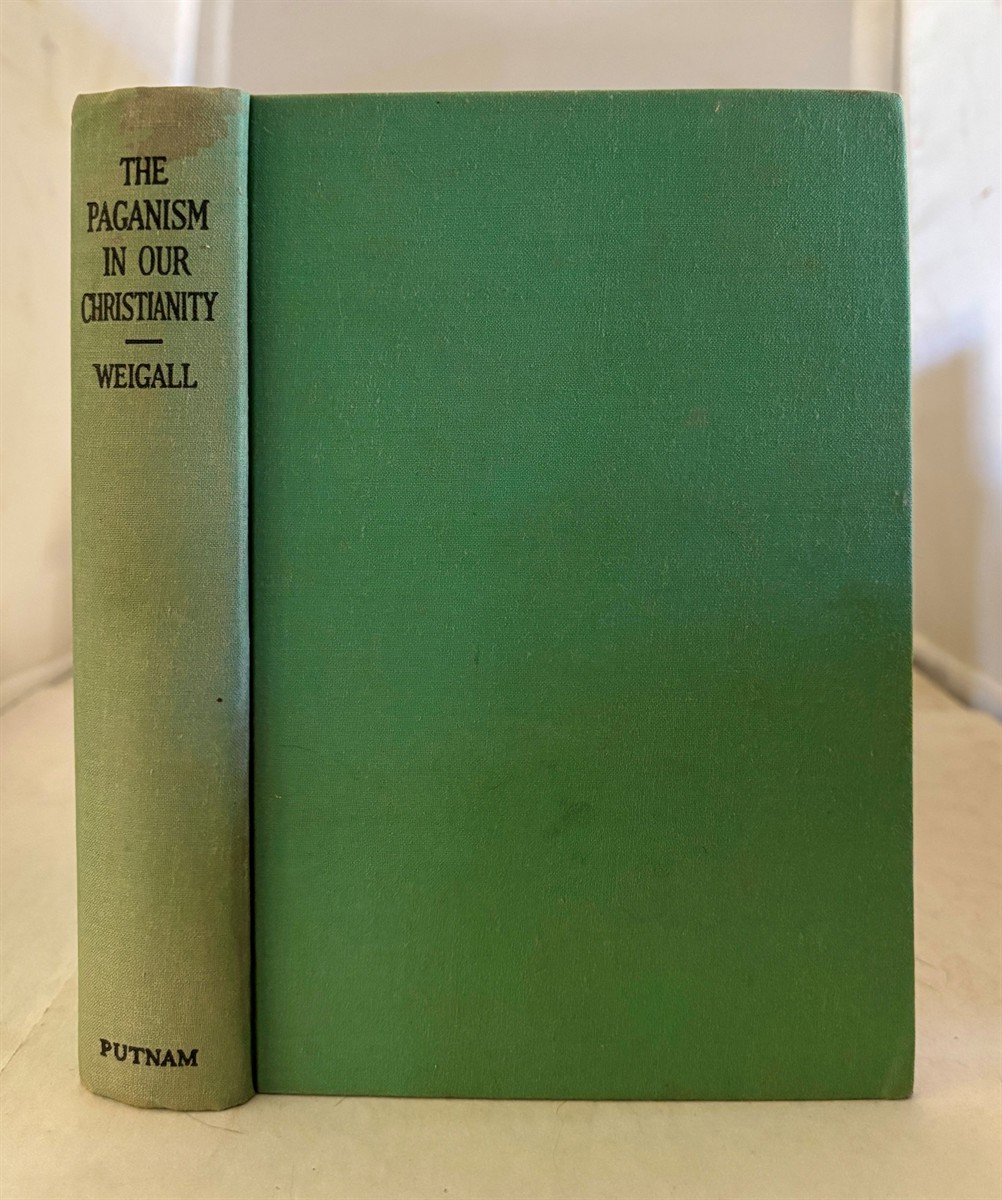 THE
PAGANISM
IN OUR
CHRISTIANITY
WEIGALL
PUTNAM